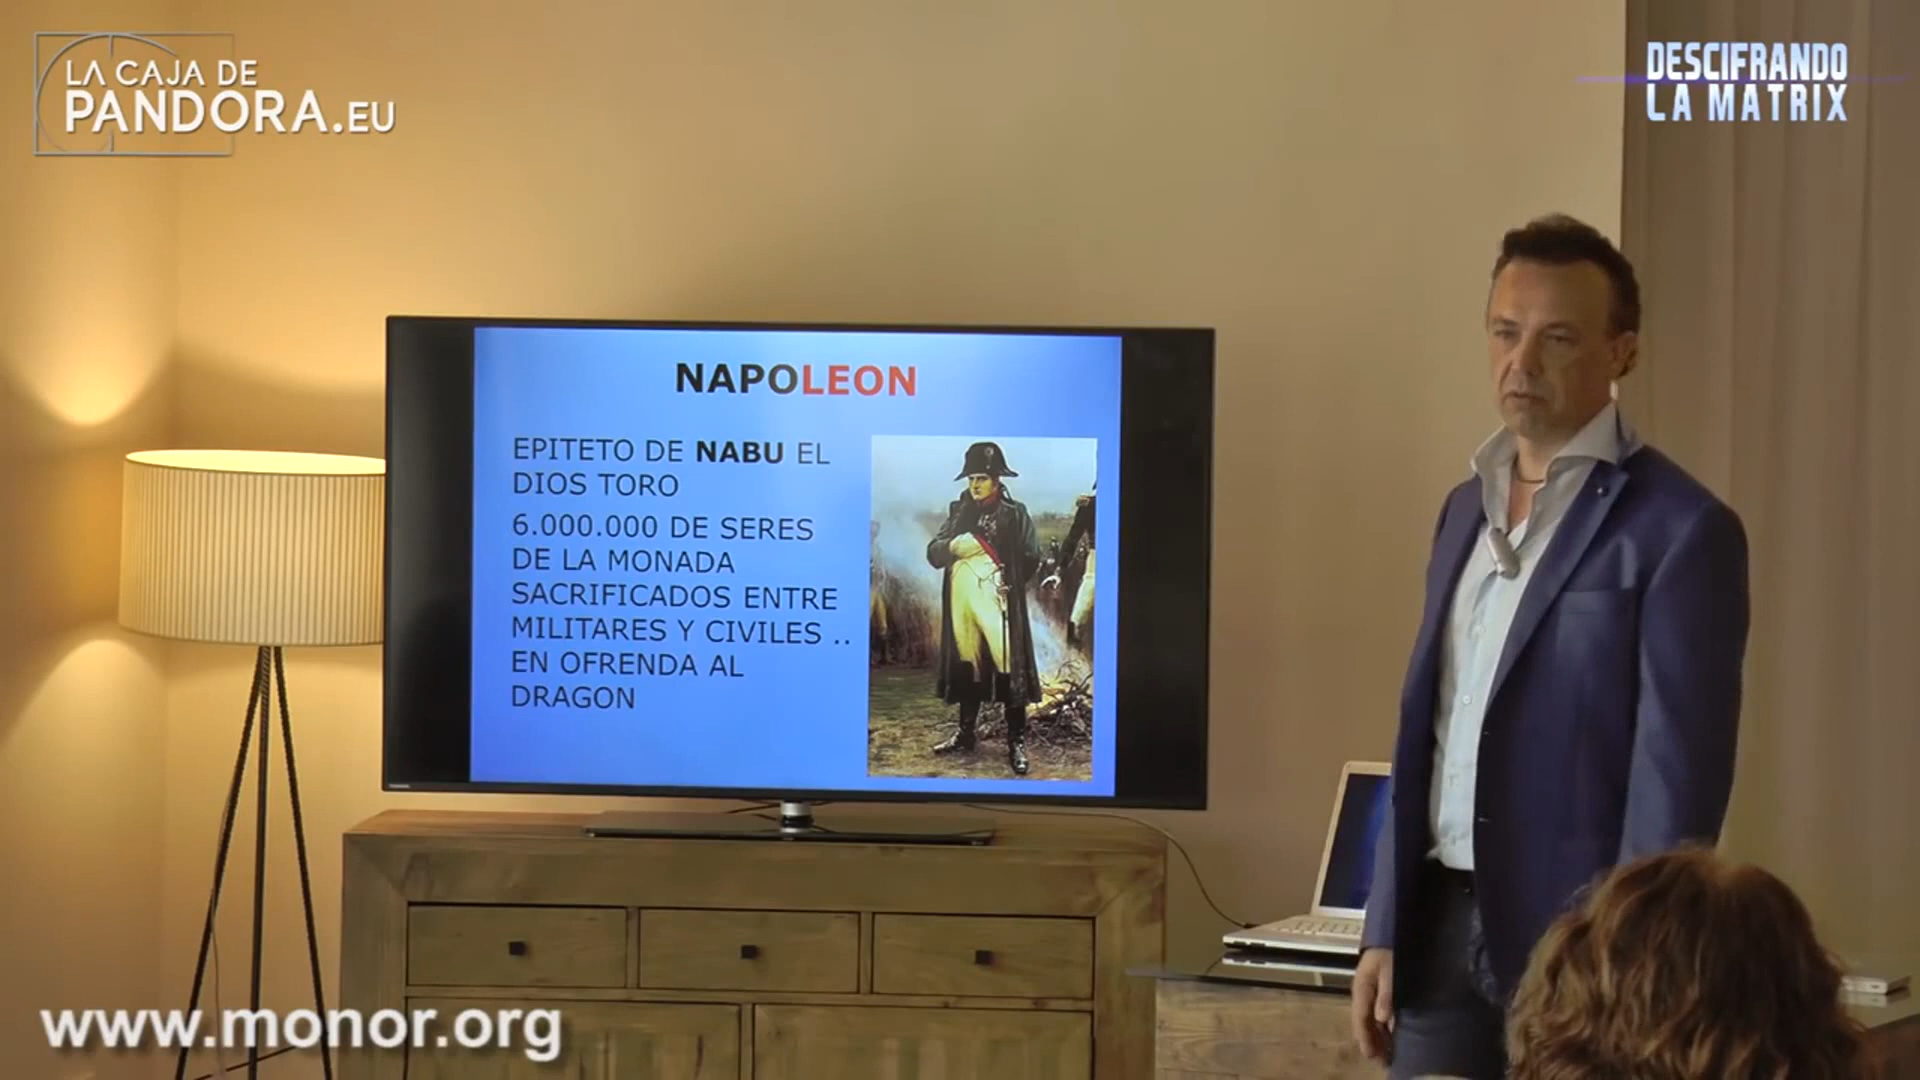 LA CAJA DE
PANDORA.EU
DESCIFRANDO
LA MATRIX
NAPOLEON
EPITETO DE NABU EL
DIOS TORO
6.000.000 DE SERES
DE LA MONADA
SACRIFICADOS ENTRE
MILITARES Y CIVILES ..
EN OFRENDA AL
DRAGON
www.monor.org